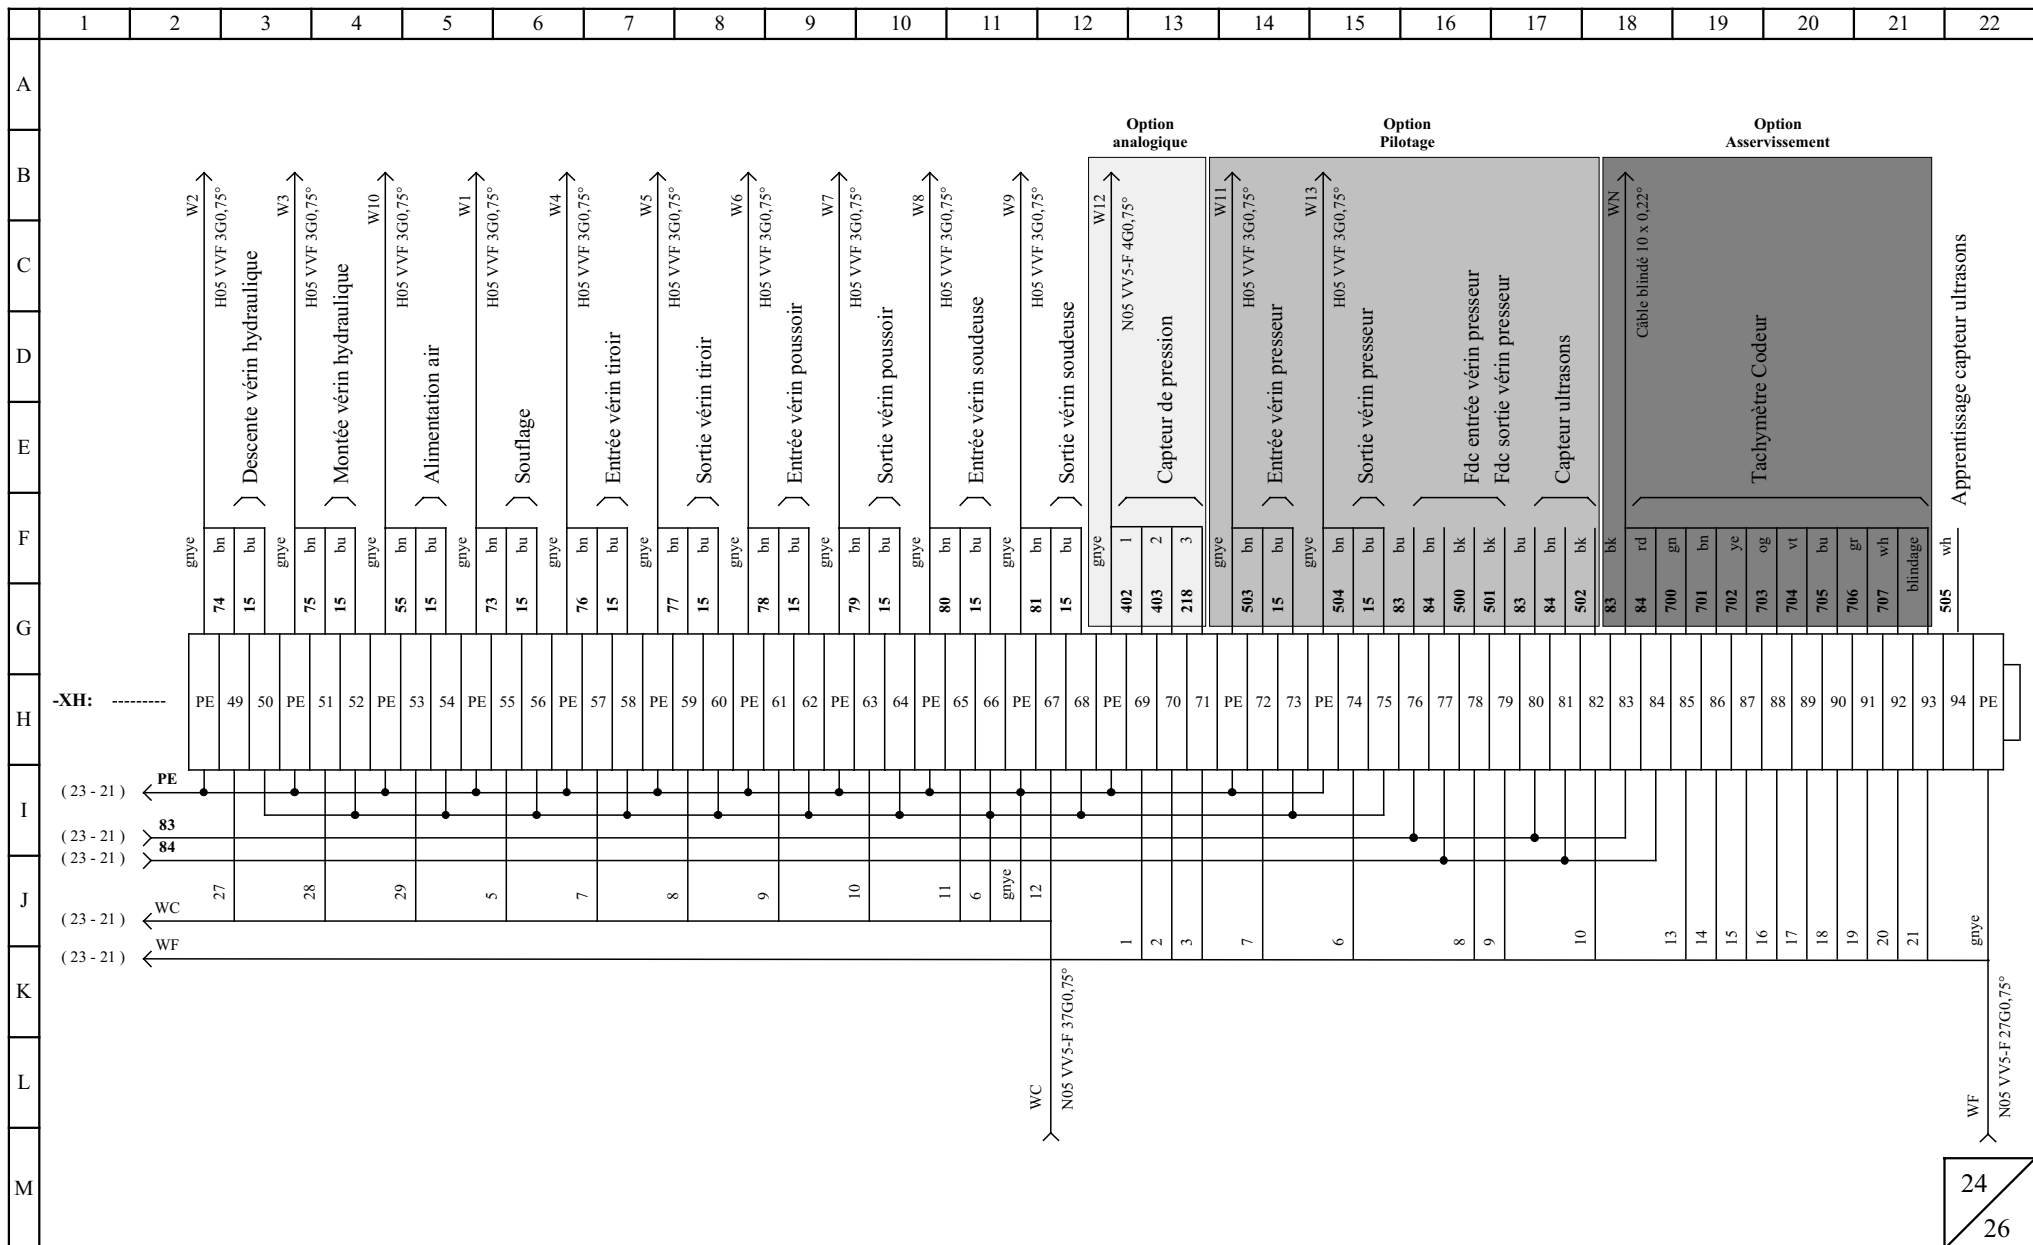 1 2 3 4 5 6 7 8 9 10 11 12 13 14 15 16 17 18 19 20 21 22
A
B
C
D
E
F
G
H
I
J
K
L
M
Option
analogique
Option
Pilotage
Option
Asservissement
W2
H05 VVF 3G0,75°
W3
H05 VVF 3G0,75°
W10
H05 VVF 3G0,75°
W1
H05 VVF 3G0,75°
W4
H05 VVF 3G0,75°
W5
H05 VVF 3G0,75°
W6
H05 VVF 3G0,75°
W7
H05 VVF 3G0,75°
W8
H05 VVF 3G0,75°
W9
H05 VVF 3G0,75°
W12
N05 VV5-F 4G0,75°
W11
H05 VVF 3G0,75°
W13
H05 VVF 3G0,75°
WN
Câble blindé 10 x 0,22°
Descente vérin hydraulique
Montée vérin hydraulique
Alimentation air
Souflage
Entrée vérin tiroir
Sortie vérin tiroir
Entrée vérin poussoir
Sortie vérin poussoir
Entrée vérin soudeuse
Sortie vérin soudeuse
Capteur de pression
Entrée vérin presseur
Sortie vérin presseur
Fdc entrée vérin presseur
Fdc sortie vérin presseur
Capteur ultrasons
Tachymètre Codeur
Apprentissage capteur ultrasons
gnye bn bu gnye bn bu gnye bn bu gnye bn bu gnye bn bu gnye bn bu gnye bn bu gnye bn bu gnye bn bu gnye bn bu gnye 1 2 3 gnye bn bu gnye bn bu bu bn bk bk bu bn bk bk rd gn bn ye og vt bu gr wh blindage wh
74 15 75 15 55 15 73 15 76 15 77 15 78 15 79 15 80 15 81 15 402 403 218 503 15 504 15 83 84 500 501 83 84 502 83 84 700 701 702 703 704 705 706 707 505
-XH: ---------
PE 49 50 PE 51 52 PE 53 54 PE 55 56 PE 57 58 PE 59 60 PE 61 62 PE 63 64 PE 65 66 PE 67 68 PE 69 70 71 PE 72 73 PE 74 75 76 77 78 79 80 81 82 83 84 85 86 87 88 89 90 91 92 93 94 PE
( 23 - 21 ) PE
( 23 - 21 ) 83
( 23 - 21 ) 84
27 28 29 5 7 8 9 10 11 6 gnye 12
( 23 - 21 ) WC
1 2 3 7 6 8 9 10 13 14 15 16 17 18 19 20 21 gnye
( 23 - 21 ) WF
WC
N05 VV5-F 37G0,75°
WF
N05 VV5-F 27G0,75°
24
26